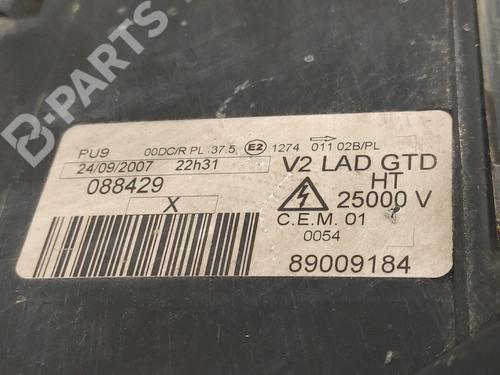 B-PARTS
PU9 00DC/R PL 37.5 E2 1274 011 02B/PL
24/09/2007 22h31 V2 LAD GTD
088429 HT
X 25000 V
C.E.M. 01
0054
89009184